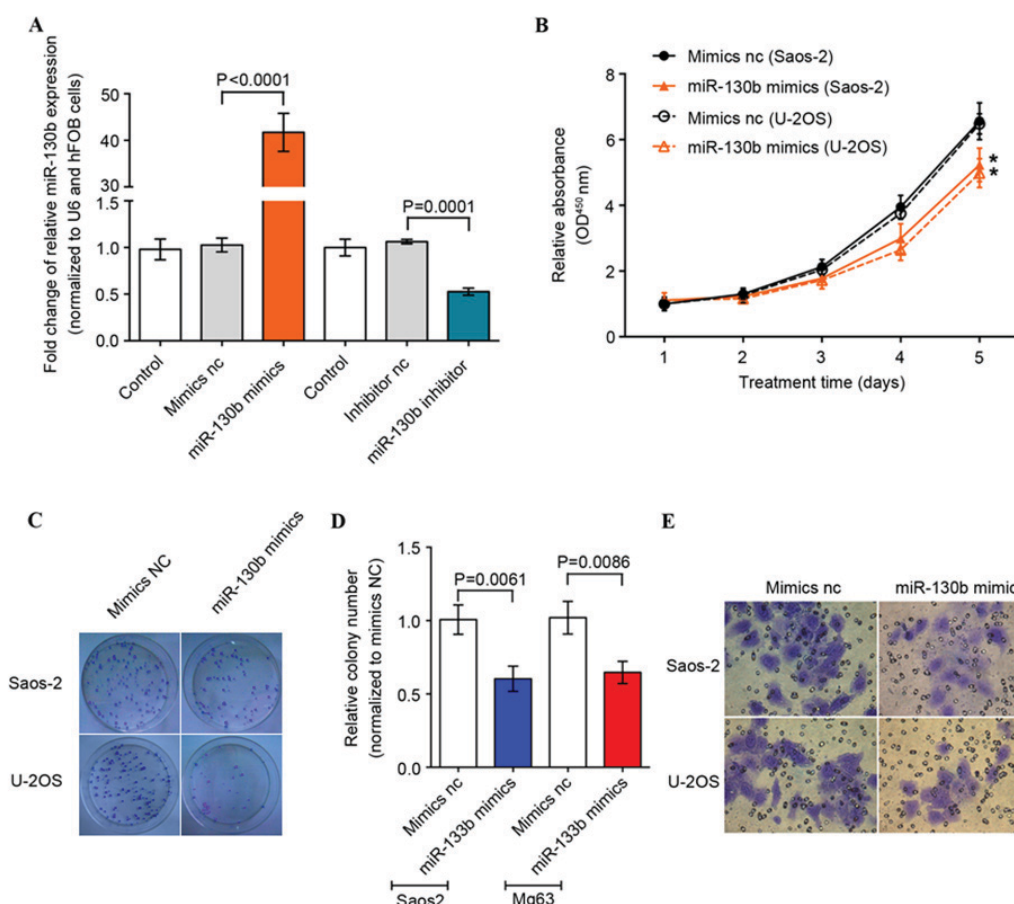 A
Fold change of relative miR-130b expression
(normalized to U6 and hFOB cells)
50
40
30
1.5
1.0
0.5
0.0
P<0.0001
P=0.0001
Control
Mimics nc
miR-130b mimics
Control
Inhibitor nc
miR-130b inhibitor
B
Mimics nc (Saos-2)
miR-130b mimics (Saos-2)
Mimics nc (U-2OS)
miR-130b mimics (U-2OS)
Relative absorbance
(OD450 nm)
8
6
4
2
0
*
*
1 2 3 4 5
Treatment time (days)
C
Mimics NC
miR-130b mimics
Saos-2
U-2OS
D
Relative colony number
(normalized to mimics NC)
1.5
1.0
0.5
0.0
P=0.0061
P=0.0086
Mimics nc
miR-133b mimics
Mimics nc
miR-133b mimics
Saos2
Mg63
E
Mimics nc
miR-130b mimic
Saos-2
U-2OS